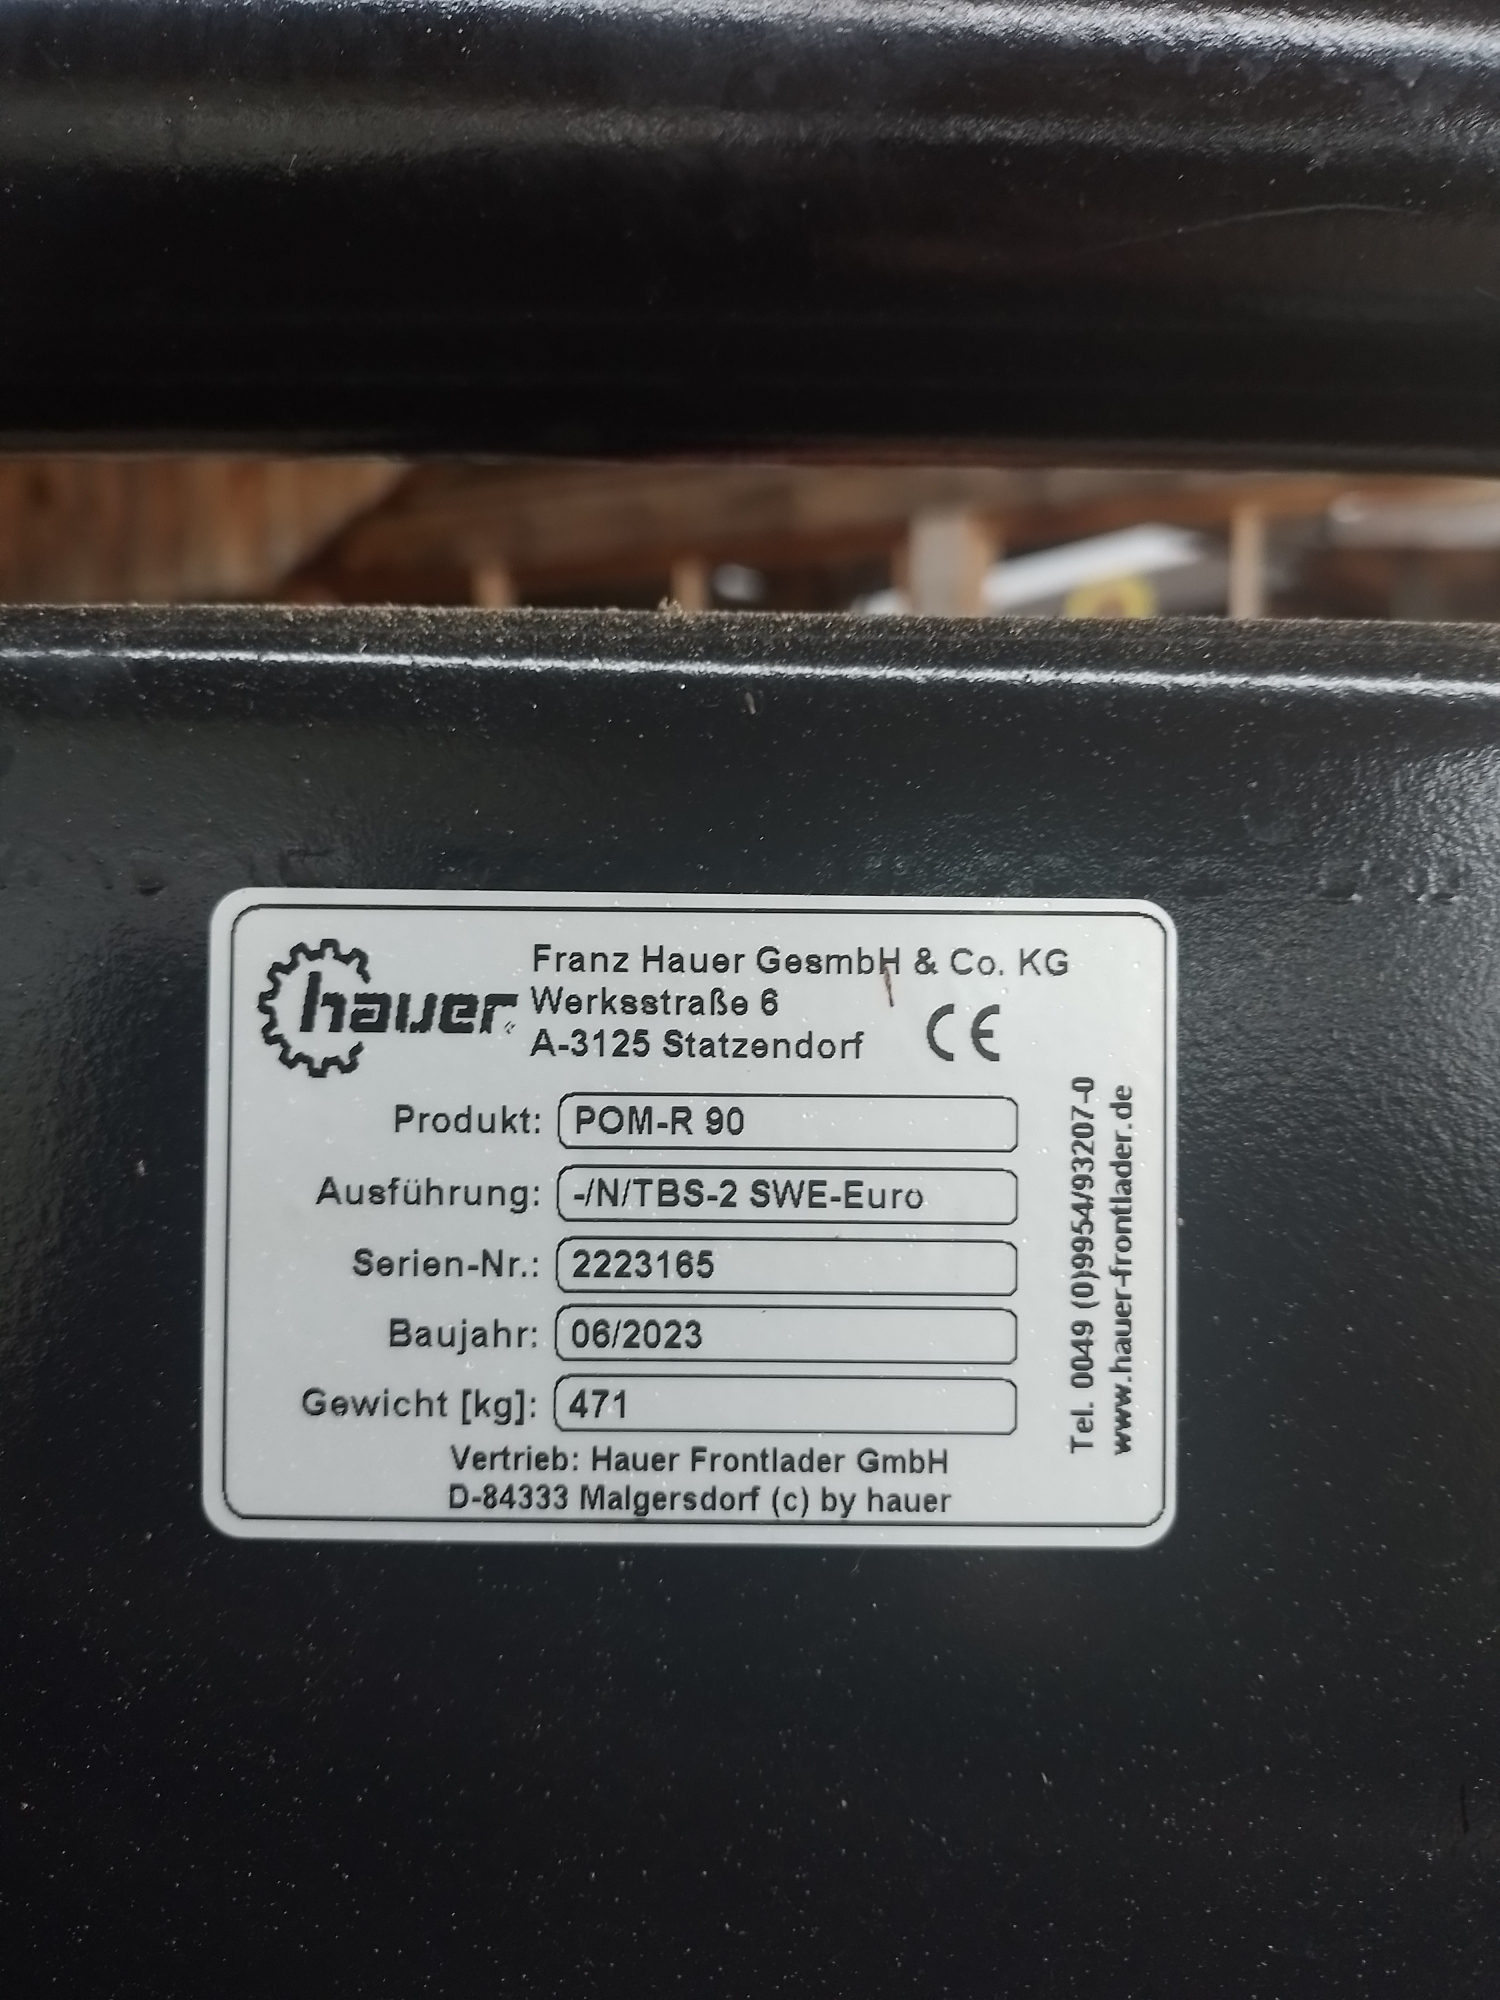 hauer
Franz Hauer GesmbH & Co. KG
Werksstraße 6
A-3125 Statzendorf
CE
Produkt: POM-R 90
Ausführung: -/N/TBS-2 SWE-Euro
Serien-Nr.: 2223165
Baujahr: 06/2023
Gewicht [kg]: 471
Vertrieb: Hauer Frontlader GmbH
D-84333 Malgersdorf (c) by hauer
Tel. 0049 (0)9954/93207-0
www.hauer-frontlader.de